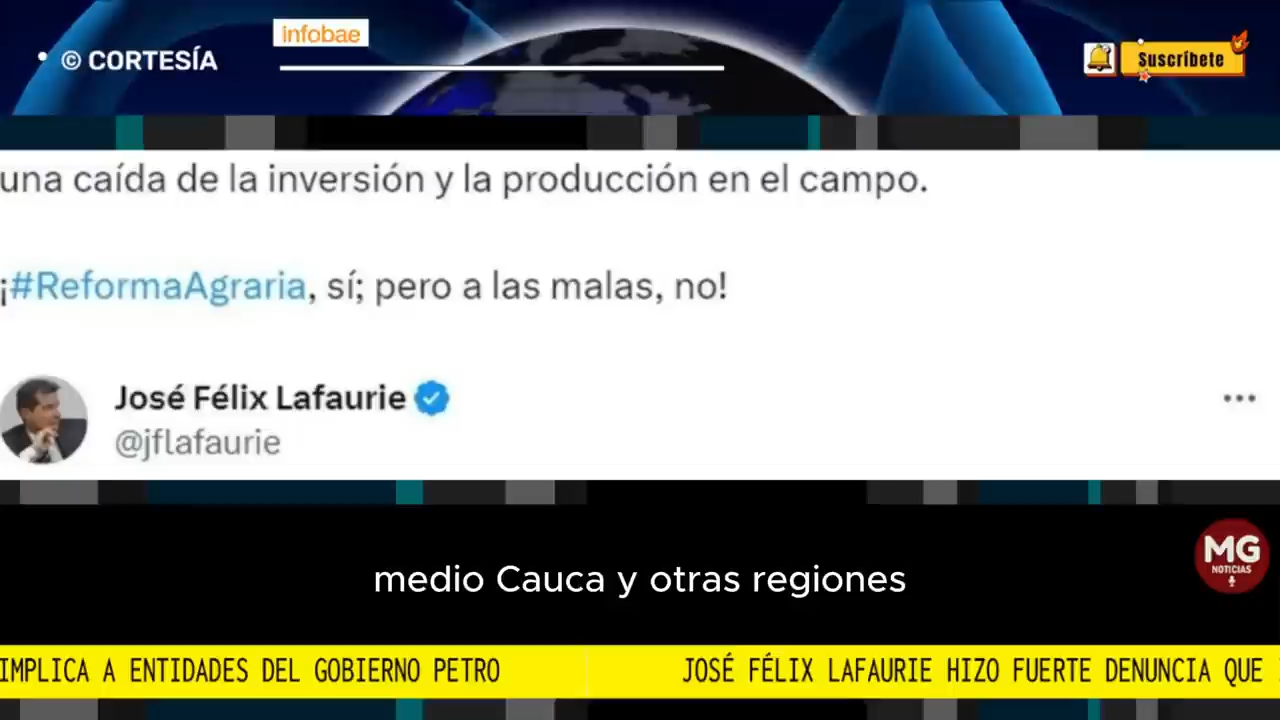 infobae
© CORTESÍA
Suscríbete
una caída de la inversión y la producción en el campo.
¡#ReformaAgraria, sí; pero a las malas, no!
José Félix Lafaurie
@jflafaurie
MG
NOTICIAS
medio Cauca y otras regiones
IMPLICA A ENTIDADES DEL GOBIERNO PETRO JOSÉ FÉLIX LAFAURIE HIZO FUERTE DENUNCIA QUE